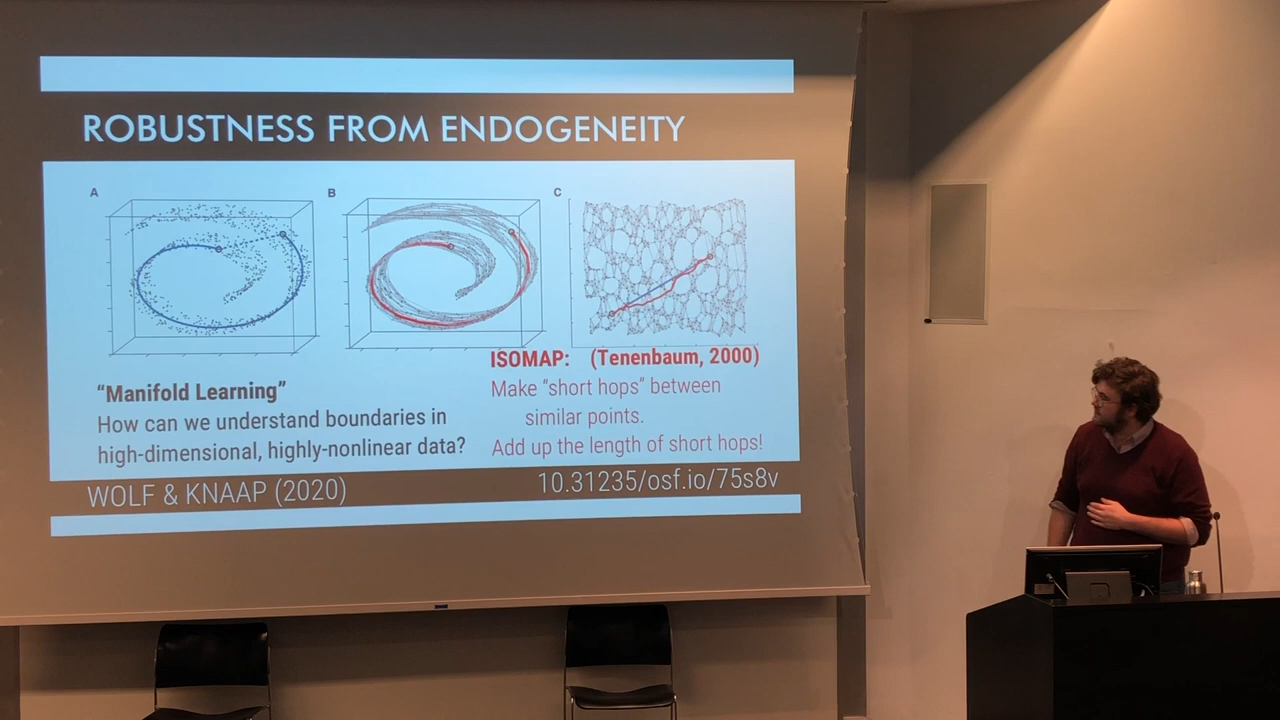 ROBUSTNESS FROM ENDOGENEITY
A
B
C
“Manifold Learning”
How can we understand boundaries in
high-dimensional, highly-nonlinear data?
ISOMAP: (Tenenbaum, 2000)
Make “short hops” between
similar points.
Add up the length of short hops!
WOLF & KNAAP (2020)
10.31235/osf.io/75s8v